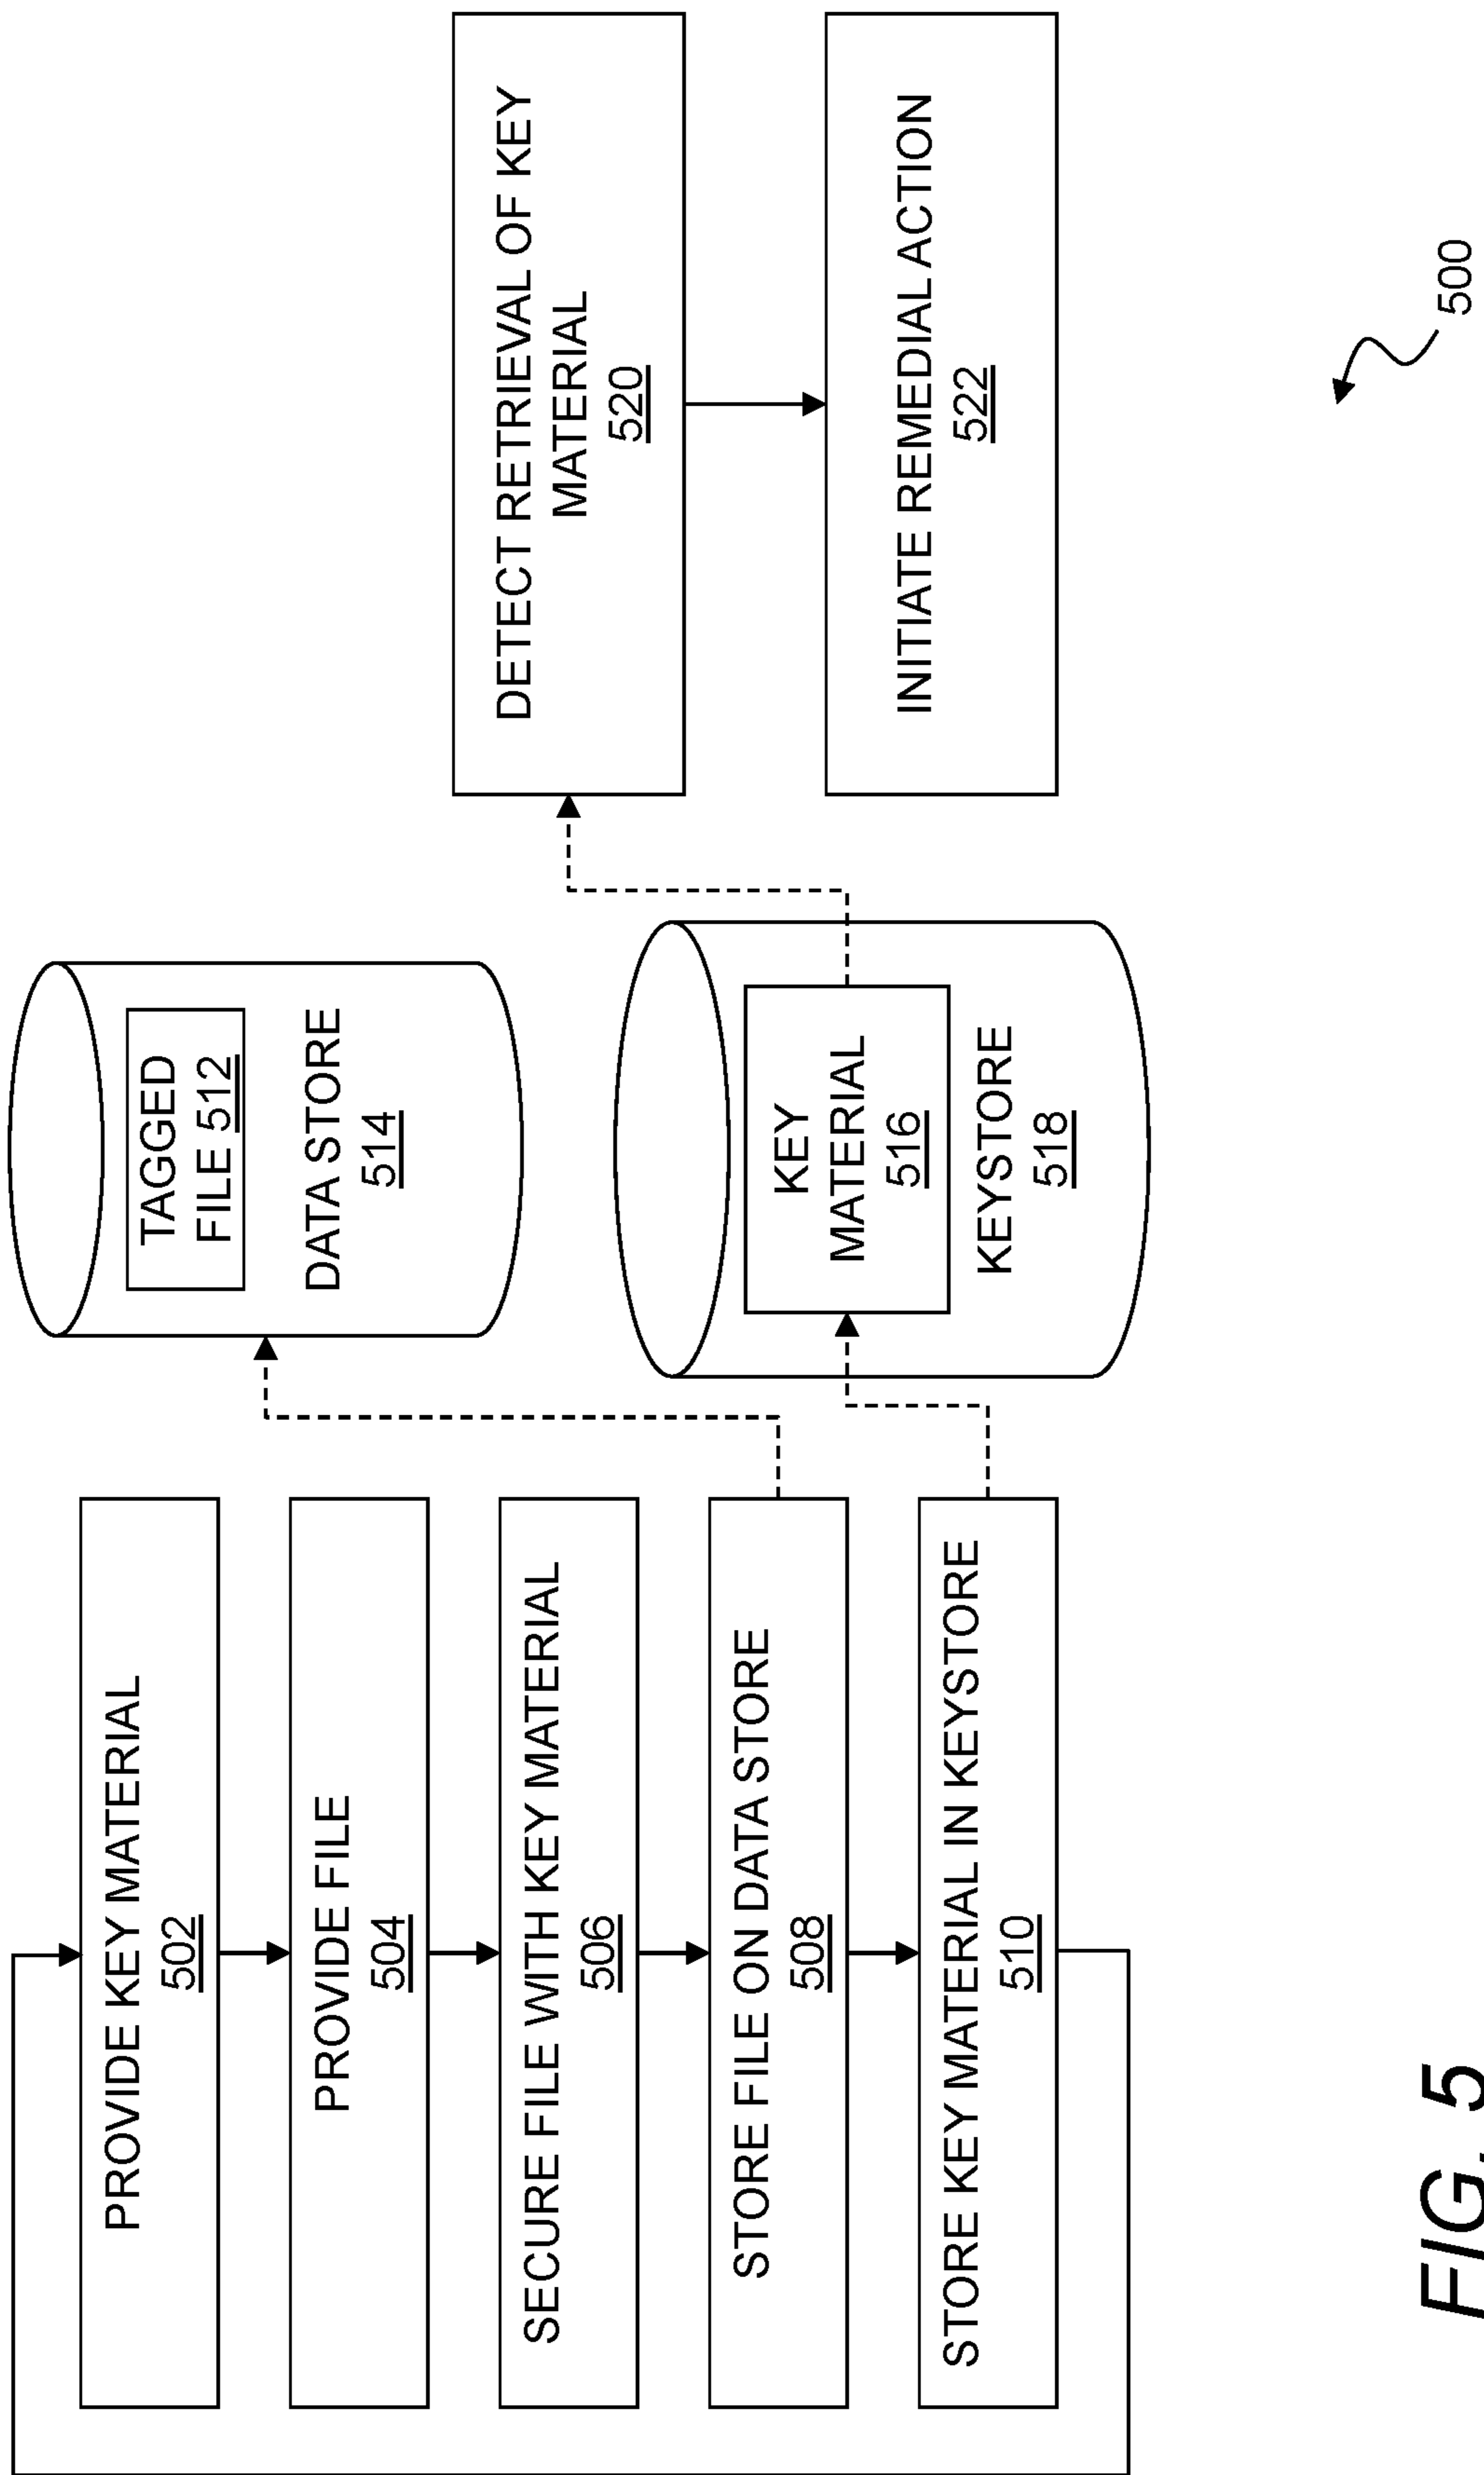 PROVIDE KEY MATERIAL
502
PROVIDE FILE
504
SECURE FILE WITH KEY MATERIAL
506
STORE FILE ON DATA STORE
508
STORE KEY MATERIAL IN KEYSTORE
510
TAGGED
FILE 512
DATA STORE
514
KEY
MATERIAL
516
KEYSTORE
518
DETECT RETRIEVAL OF KEY
MATERIAL
520
INITIATE REMEDIAL ACTION
522
500
FIG. 5